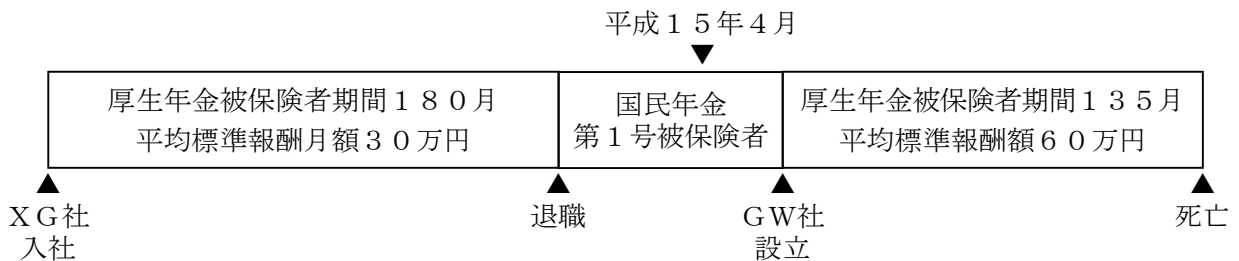 平成１５年４月
▼
厚生年金被保険者期間１８０月
平均標準報酬月額３０万円
国民年金
第１号被保険者
厚生年金被保険者期間１３５月
平均標準報酬額６０万円
▲ ▲ ▲ ▲
ＸＧ社
入社
退職
ＧＷ社
設立
死亡